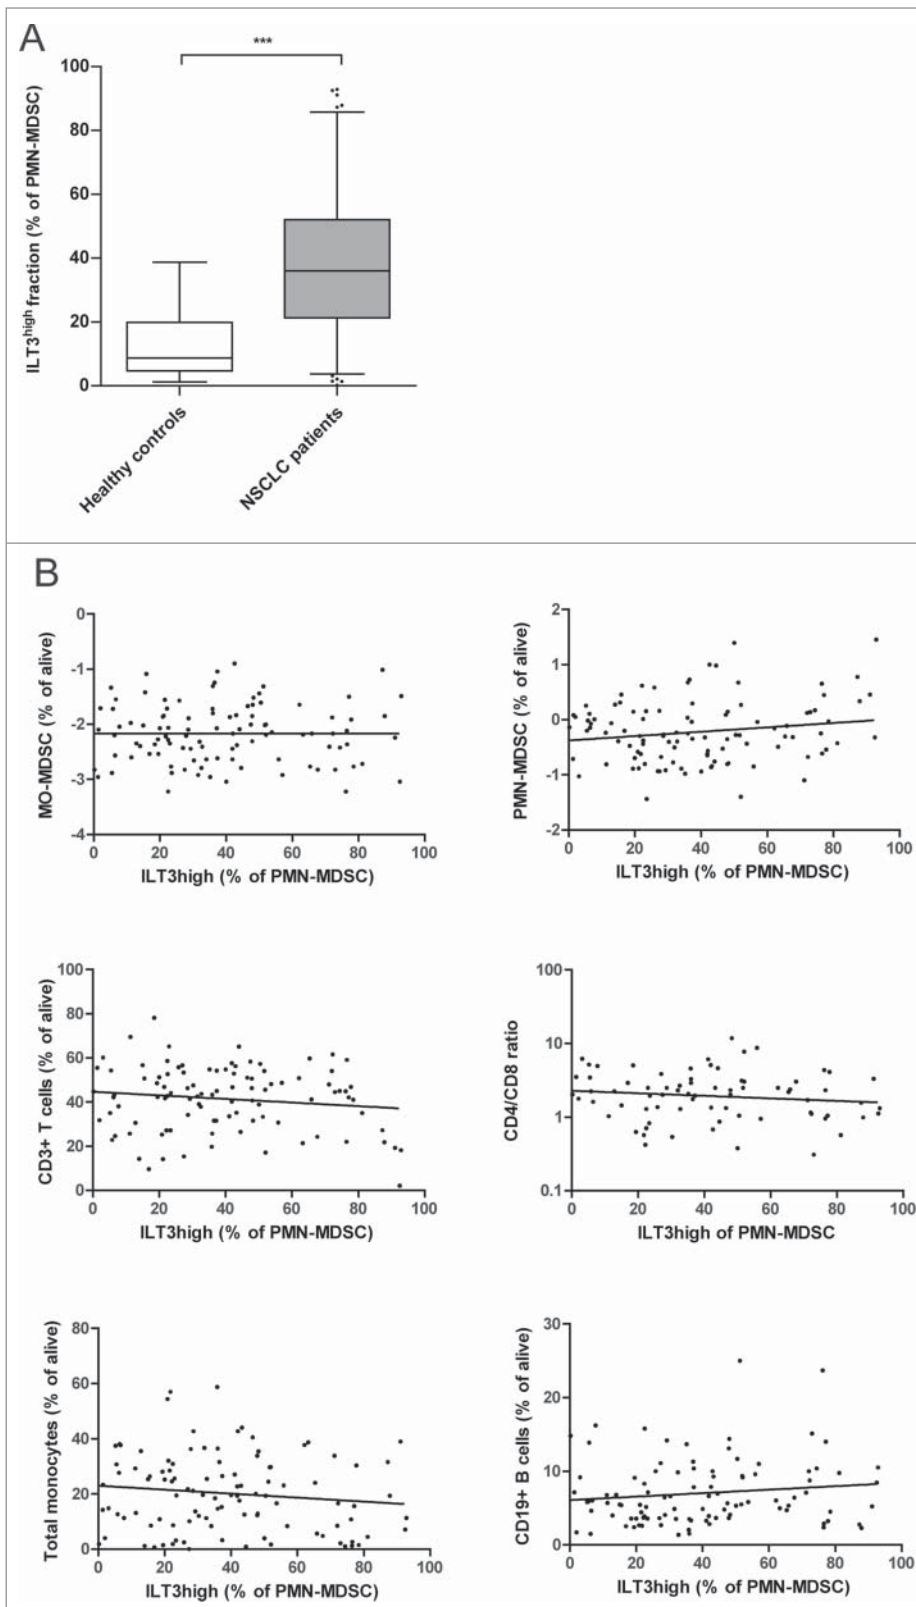 A
***
ILT3high fraction (% of PMN-MDSC)
100
80
60
40
20
0
Healthy controls
NSCLC patients
B
MO-MDSC (% of alive)
0
-1
-2
-3
-4
0 20 40 60 80 100
ILT3high (% of PMN-MDSC)
PMN-MDSC (% of alive)
2
1
0
-1
-2
0 20 40 60 80 100
ILT3high (% of PMN-MDSC)
CD3+ T cells (% of alive)
100
80
60
40
20
0
0 20 40 60 80 100
ILT3high (% of PMN-MDSC)
CD4/CD8 ratio
100
10
1
0.1
0 20 40 60 80 100
ILT3high of PMN-MDSC
Total monocytes (% of alive)
80
60
40
20
0
0 20 40 60 80 100
ILT3high (% of PMN-MDSC)
CD19+ B cells (% of alive)
30
20
10
0
0 20 40 60 80 100
ILT3high (% of PMN-MDSC)